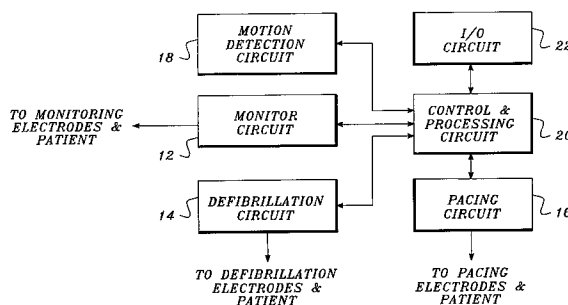 MOTION
DETECTION
CIRCUIT
18
I/O
CIRCUIT
22
TO MONITORING
ELECTRODES &
PATIENT
MONITOR
CIRCUIT
12
CONTROL &
PROCESSING
CIRCUIT
20
DEFIBRILLATION
CIRCUIT
14
PACING
CIRCUIT
16
TO DEFIBRILLATION
ELECTRODES &
PATIENT
TO PACING
ELECTRODES &
PATIENT